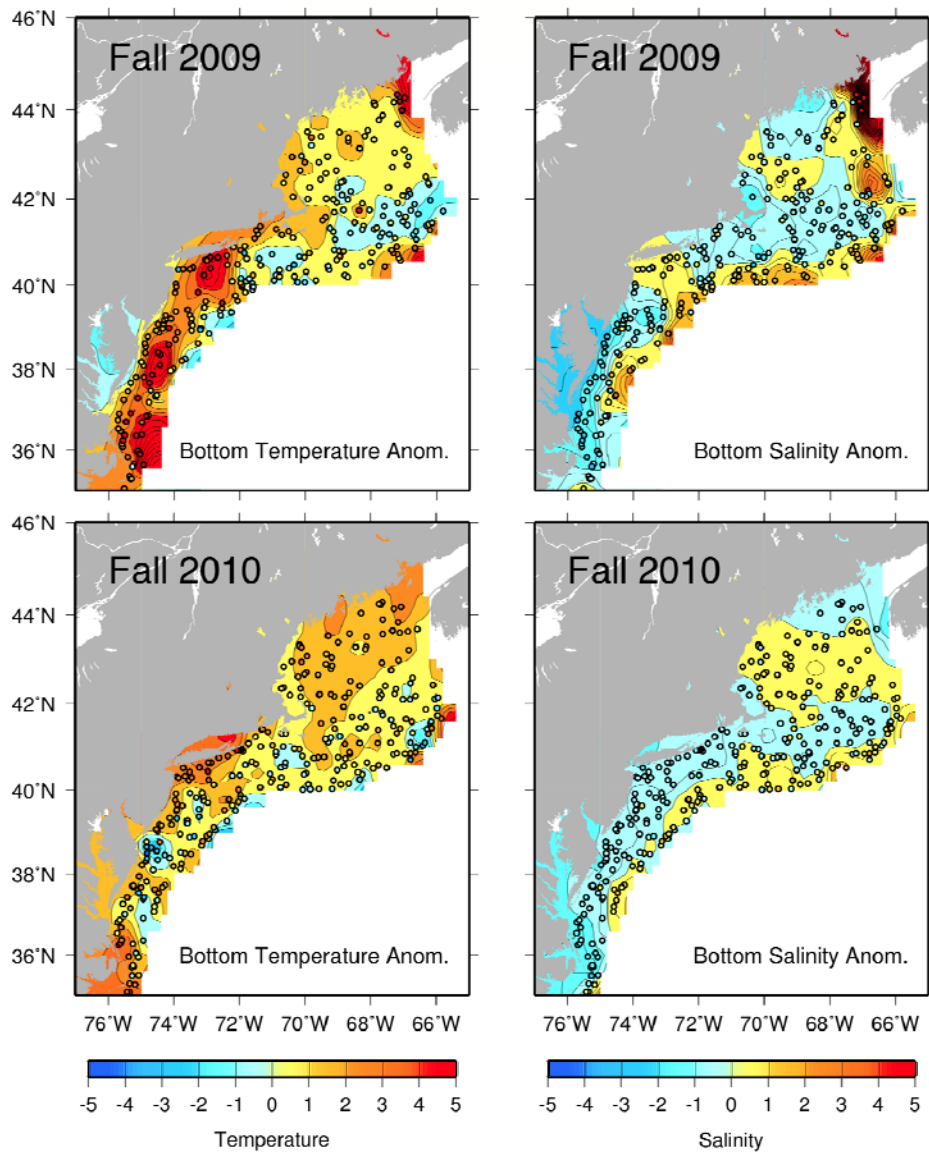 46°N
44°N
42°N
40°N
38°N
36°N
Fall 2009
Bottom Temperature Anom.
Fall 2009
Bottom Salinity Anom.
46°N
44°N
42°N
40°N
38°N
36°N
Fall 2010
Bottom Temperature Anom.
Fall 2010
Bottom Salinity Anom.
76°W 74°W 72°W 70°W 68°W 66°W
76°W 74°W 72°W 70°W 68°W 66°W
-5 -4 -3 -2 -1 0 1 2 3 4 5
Temperature
-5 -4 -3 -2 -1 0 1 2 3 4 5
Salinity